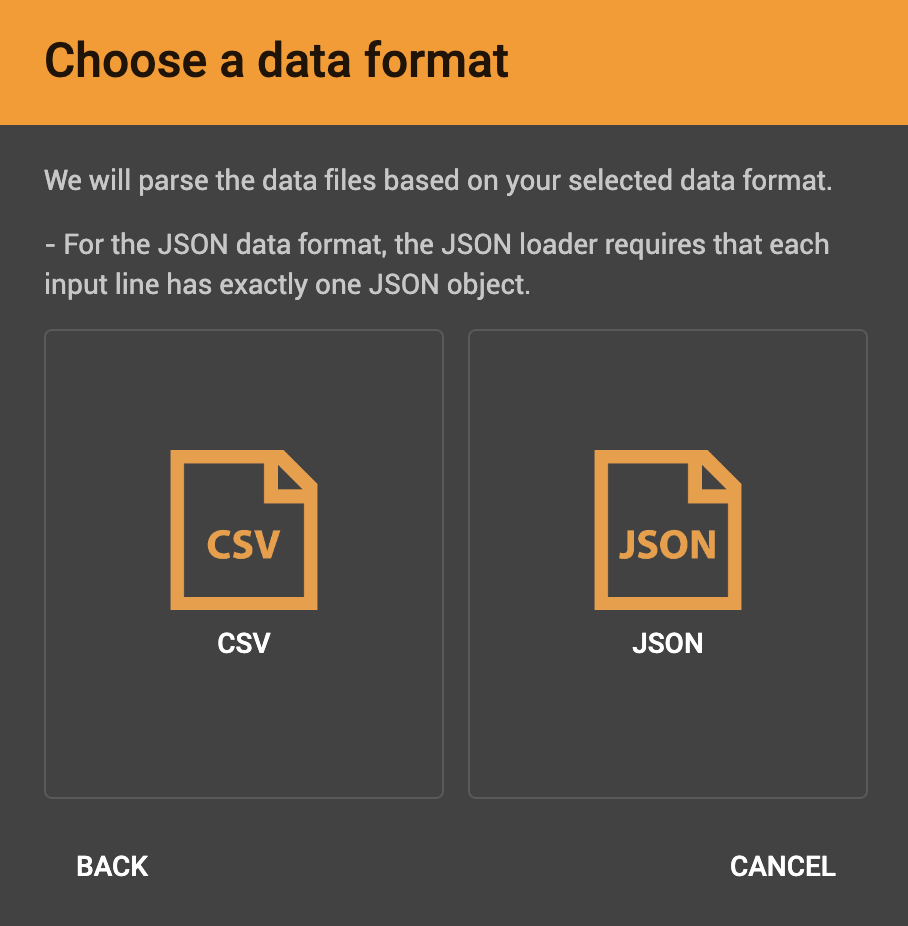 Choose a data format
We will parse the data files based on your selected data format.
- For the JSON data format, the JSON loader requires that each
input line has exactly one JSON object.
CSV
JSON
CSV
JSON
BACK
CANCEL